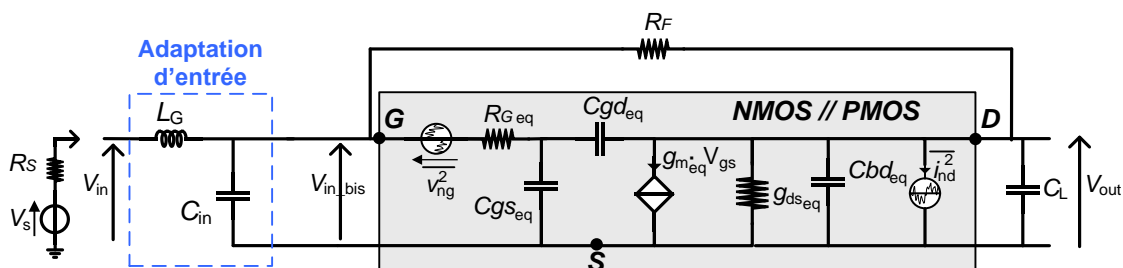 R_F
Adaptation
d'entrée
L_G
G
R_G eq
Cgd_eq
NMOS // PMOS
D
R_S
V_in
V_in_bis
v_ng^2
g_m_eq·V_gs
Cbd_eq
i_nd^2
V_s
C_in
Cgs_eq
g_ds_eq
C_L
V_out
S